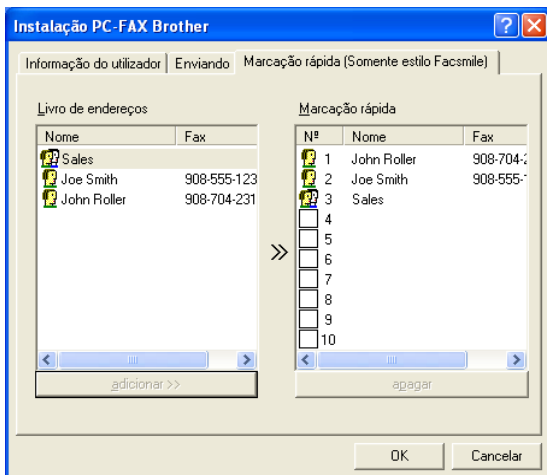 Instalação PC-FAX Brother
Informação do utilizador Enviando Marcação rápida (Somente estilo Facsmile)
Livro de endereços
Nome Fax
Sales
Joe Smith 908-555-123
John Roller 908-704-231
adicionar >>
Marcação rápida
Nº Nome Fax
1 John Roller 908-704-2
2 Joe Smith 908-555-1
3 Sales
4
5
6
7
8
9
10
apagar
OK Cancelar